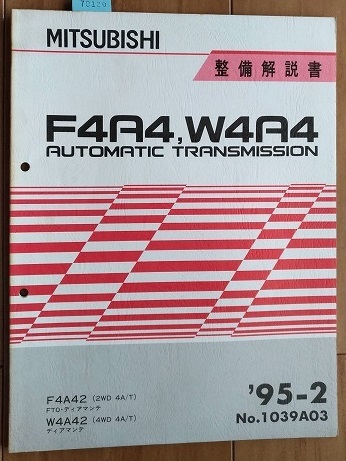 70120
MITSUBISHI
整備解説書
F4A4, W4A4
AUTOMATIC TRANSMISSION
F4A42 (2WD 4A/T)
FTO・ディアマンテ
W4A42 (4WD 4A/T)
ディアマンテ
'95-2
No.1039A03